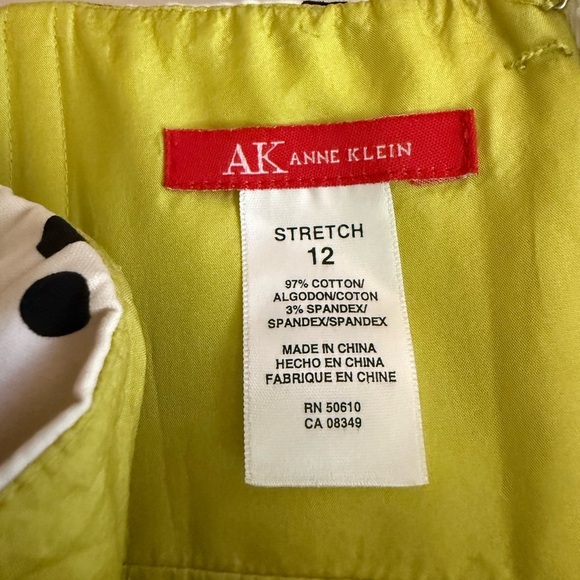 AK ANNE KLEIN
STRETCH
12
97% COTTON/
ALGODON/COTON
3% SPANDEX/
SPANDEX/SPANDEX
MADE IN CHINA
HECHO EN CHINA
FABRIQUE EN CHINE
RN 50610
CA 08349